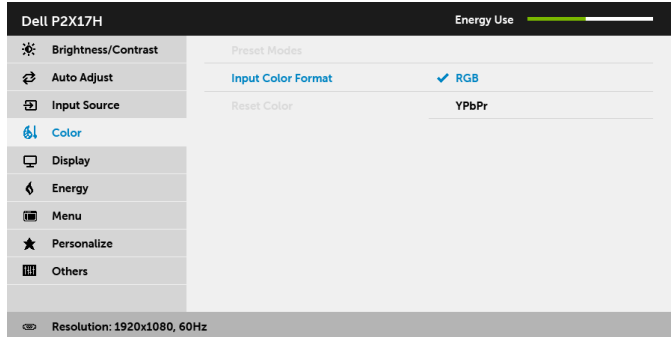 Dell P2X17H Energy Use
Brightness/Contrast Preset Modes
Auto Adjust Input Color Format RGB
Input Source Reset Color YPbPr
Color
Display
Energy
Menu
Personalize
Others
Resolution: 1920x1080, 60Hz